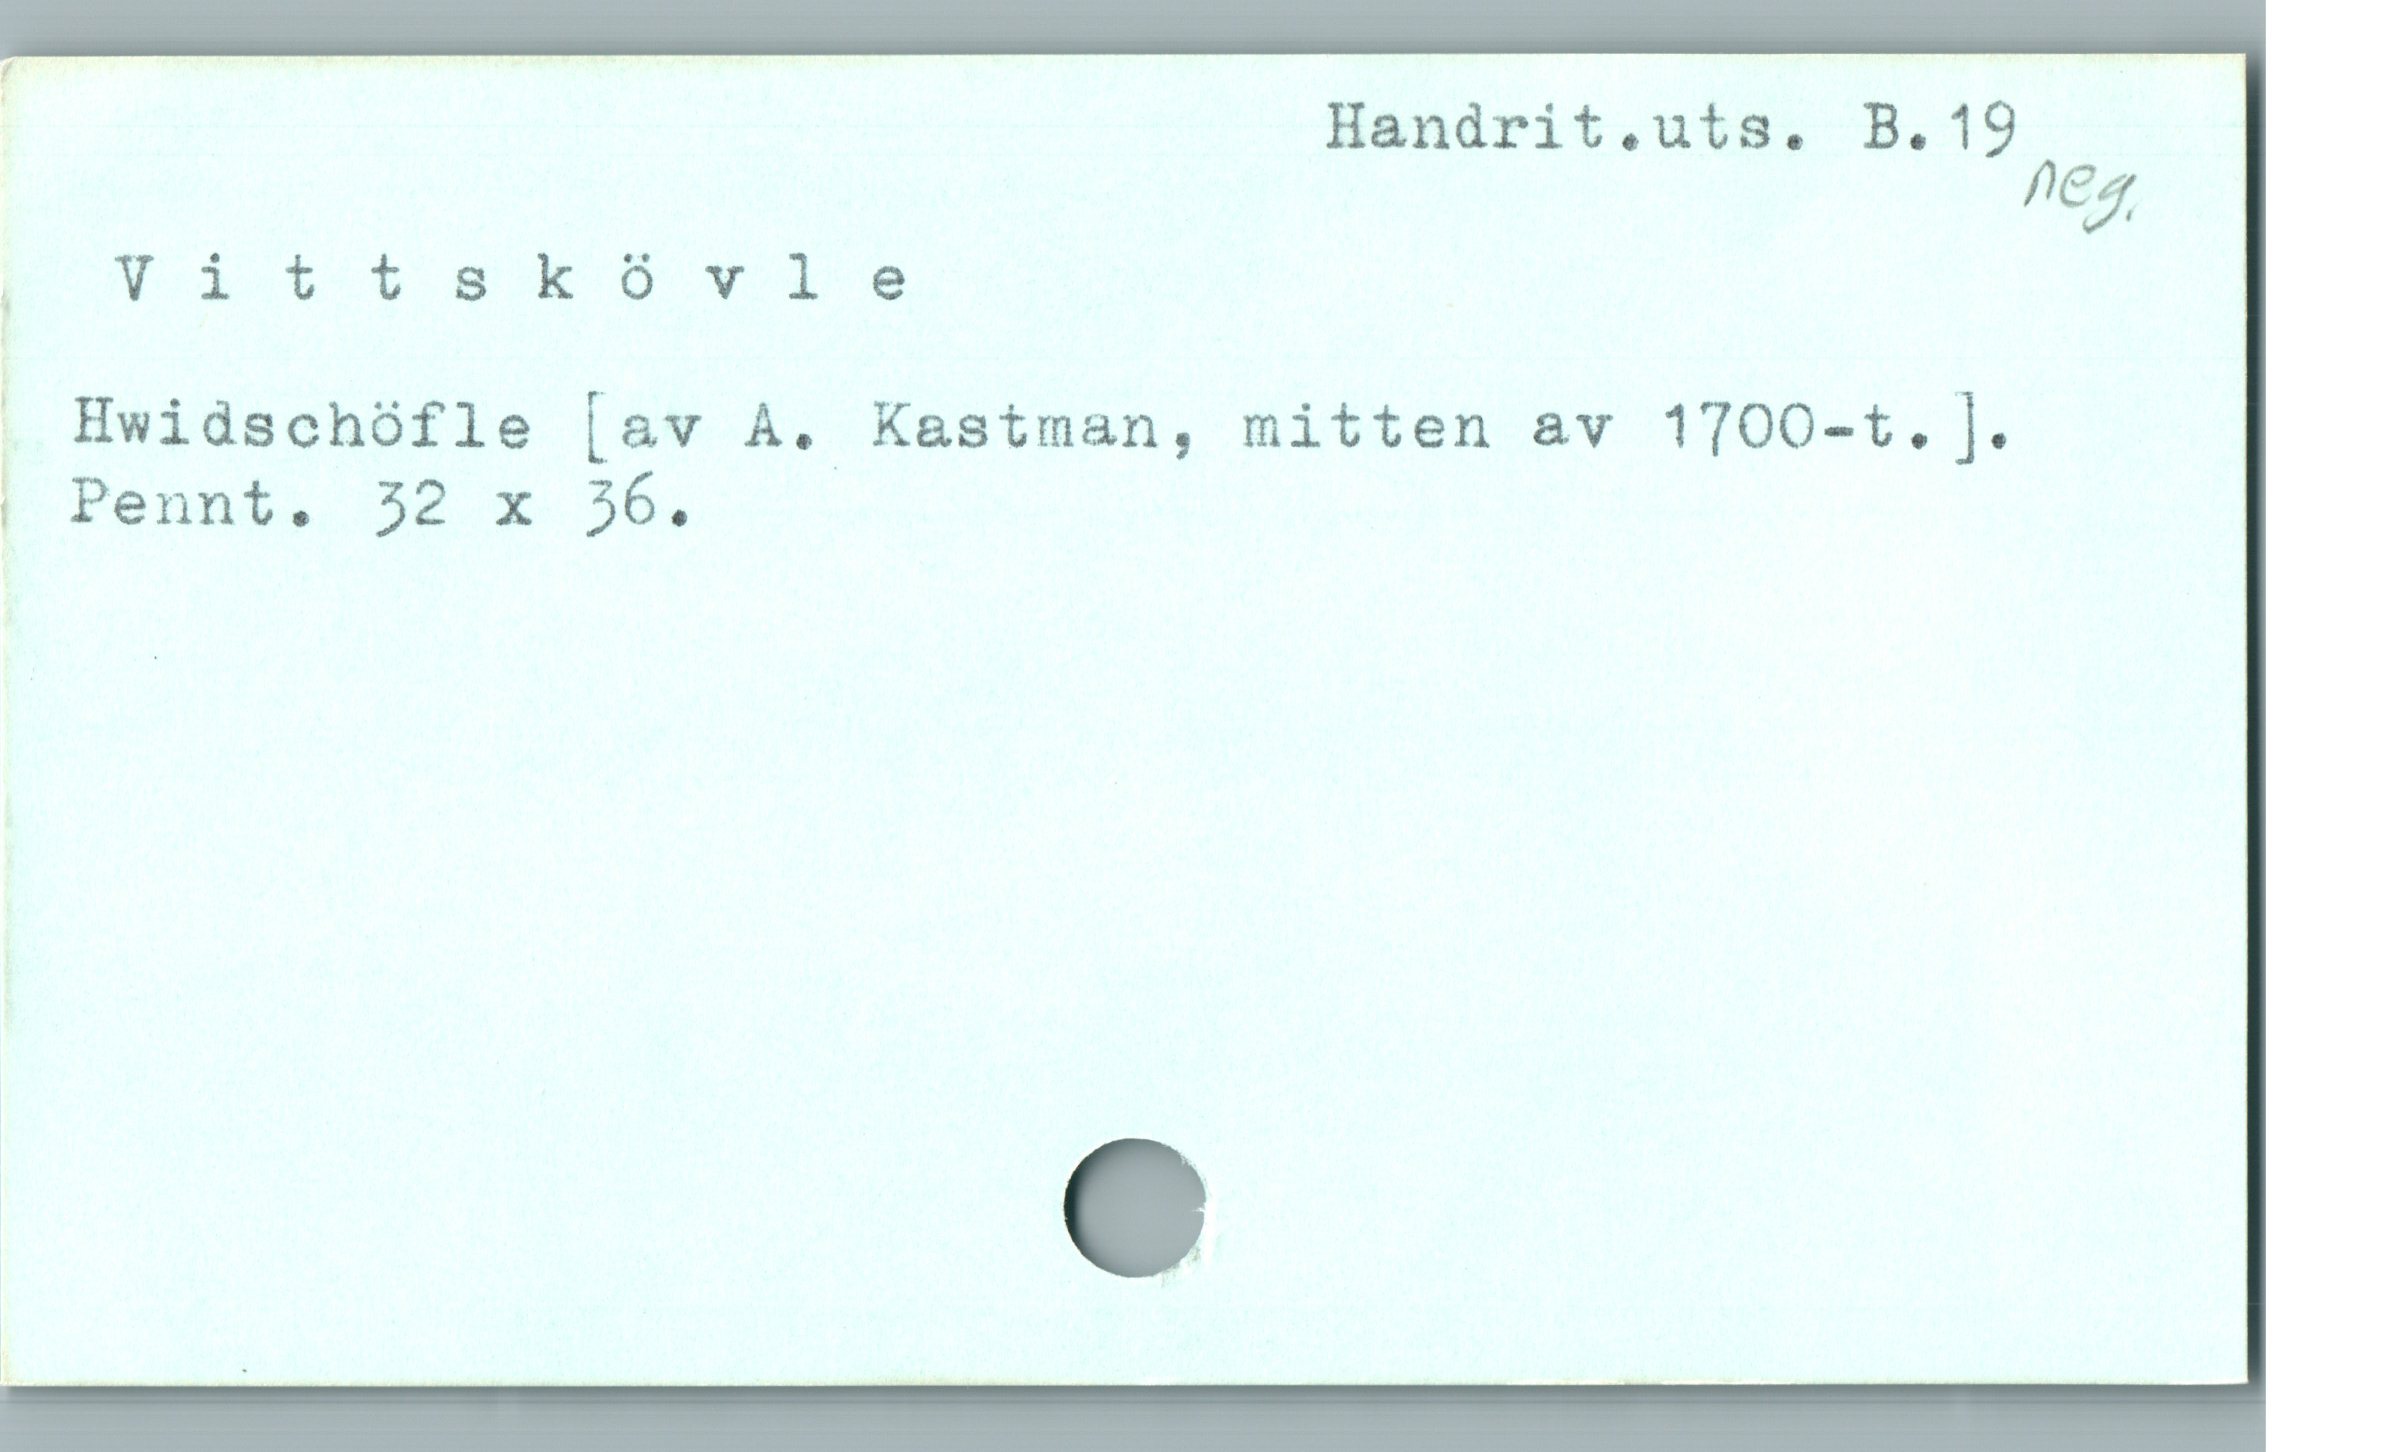 Handrit.uts. B.19
neg.
V i t t s k ö v l e
Hwidschöfle [av A. Kastman, mitten av 1700-t.].
Pennt. 32 x 36.